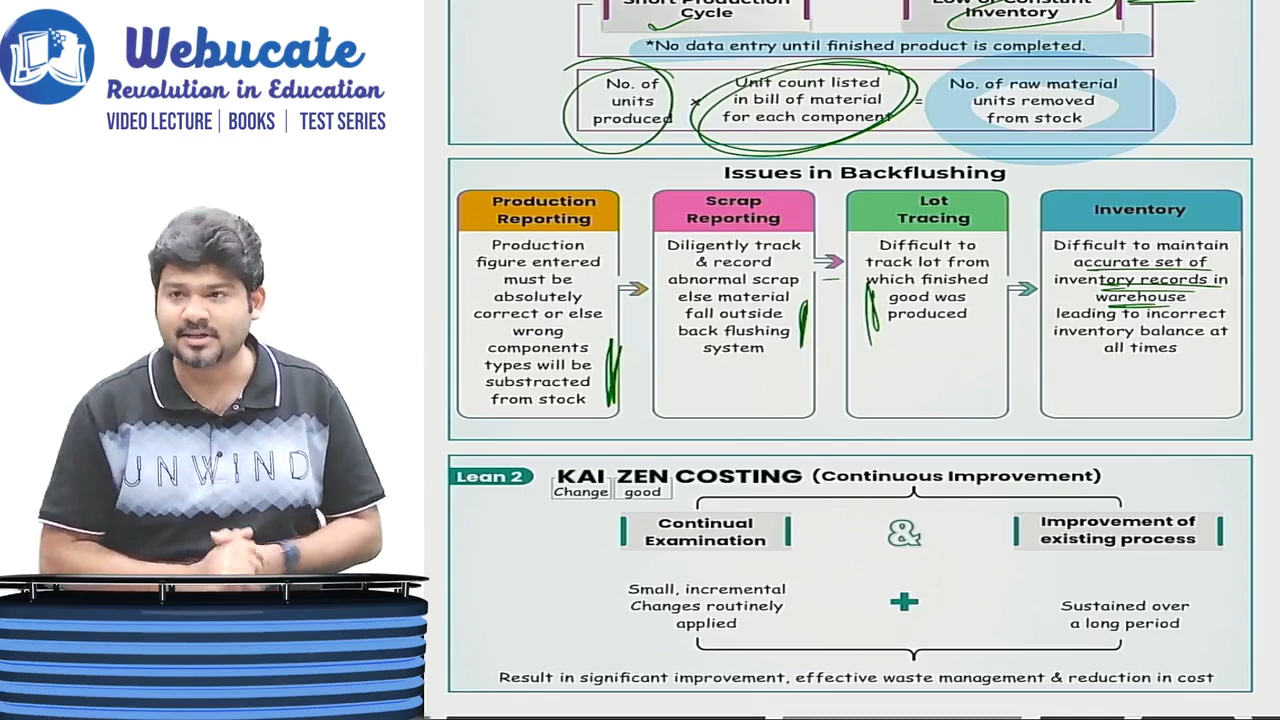 Webucate
Revolution in Education
VIDEO LECTURE | BOOKS | TEST SERIES
UNWIND
Short Production
Cycle
Low or Constant
Inventory
*No data entry until finished product is completed.
No. of
units
produced
x
Unit count listed
in bill of material
for each component
=
No. of raw material
units removed
from stock
Issues in Backflushing
Production
Reporting
Production
figure entered
must be
absolutely
correct or else
wrong
components
types will be
substracted
from stock
Scrap
Reporting
Diligently track
& record
abnormal scrap
else material
fall outside
back flushing
system
Lot
Tracing
Difficult to
track lot from
which finished
good was
produced
Inventory
Difficult to maintain
accurate set of
inventory records in
warehouse
leading to incorrect
inventory balance at
all times
Lean 2
KAI ZEN COSTING (Continuous Improvement)
Change good
Continual
Examination
&
Improvement of
existing process
Small, incremental
Changes routinely
applied
+
Sustained over
a long period
Result in significant improvement, effective waste management & reduction in cost